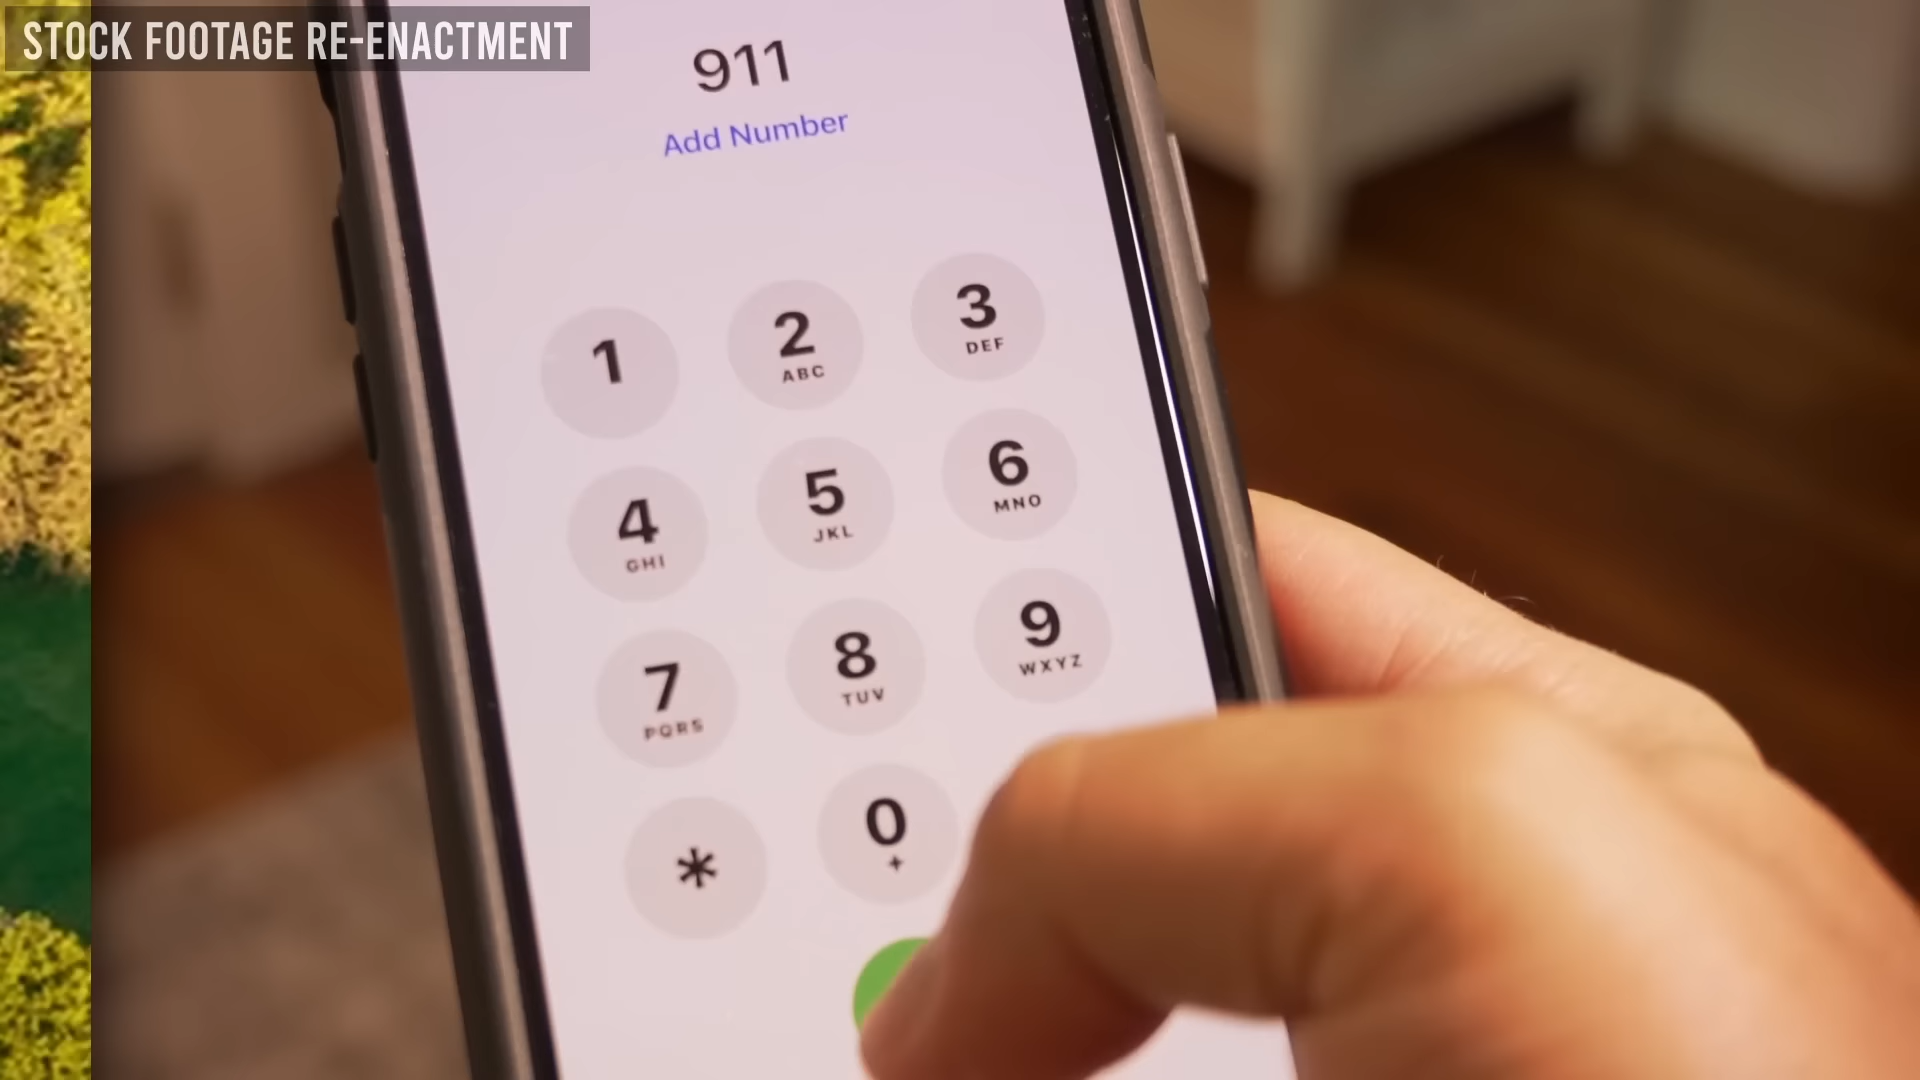 STOCK FOOTAGE RE-ENACTMENT
911
Add Number
1
2
ABC
3
DEF
4
GHI
5
JKL
6
MNO
7
PQRS
8
TUV
9
WXYZ
*
0
+